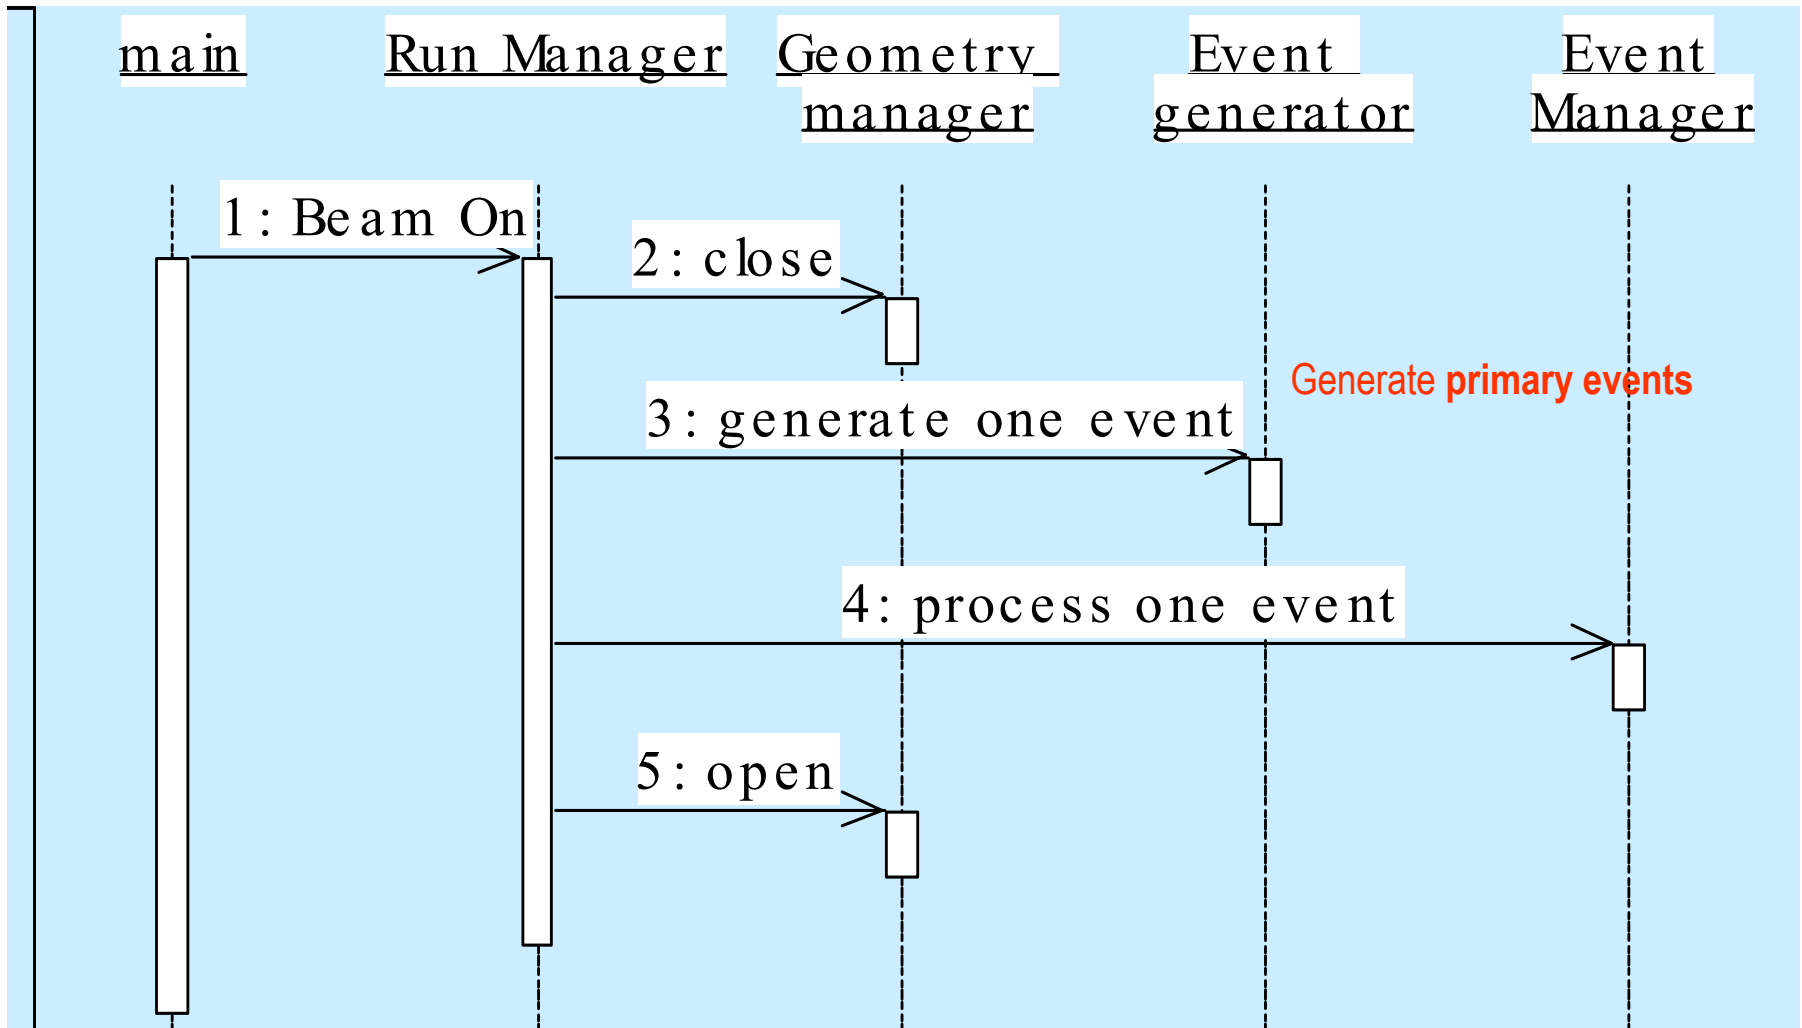 main
Run Manager
Geometry
manager
Event
generator
Event
Manager
1: Beam On
2: close
Generate primary events
3: generate one event
4: process one event
5: open